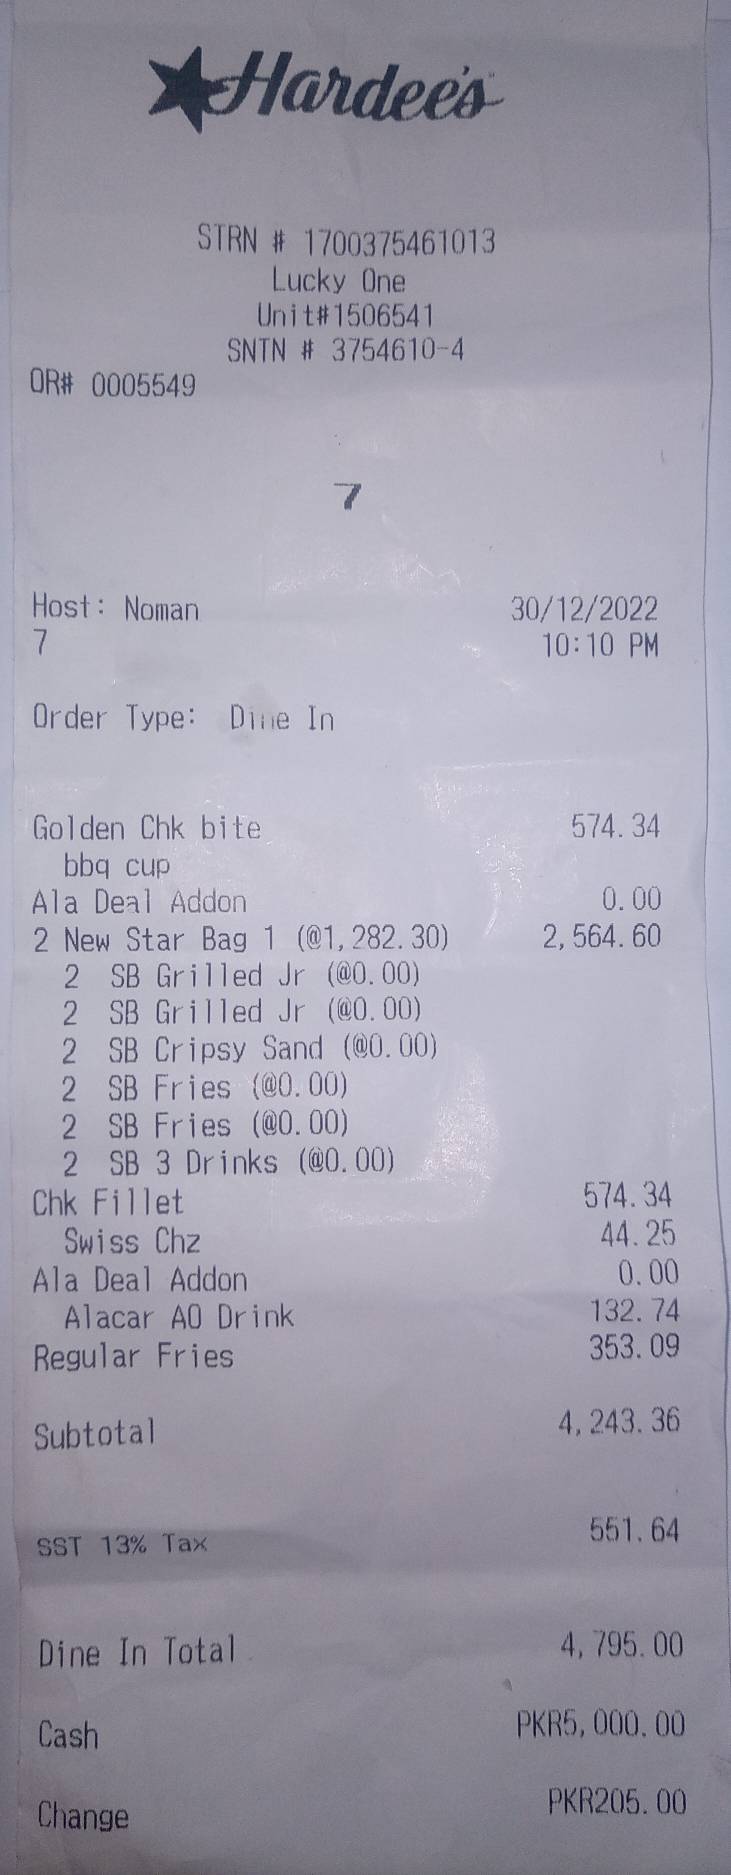 Hardee's
STRN # 1700375461013
Lucky One
Unit#1506541
SNTN # 3754610-4
OR# 0005549
7
Host: Noman 30/12/2022
7 10:10 PM
Order Type: Dine In
Golden Chk bite 574.34
bbq cup
Ala Deal Addon 0.00
2 New Star Bag 1 (@1,282.30) 2,564.60
2 SB Grilled Jr (@0.00)
2 SB Grilled Jr (@0.00)
2 SB Cripsy Sand (@0.00)
2 SB Fries (@0.00)
2 SB Fries (@0.00)
2 SB 3 Drinks (@0.00)
Chk Fillet 574.34
Swiss Chz 44.25
Ala Deal Addon 0.00
Alacar AO Drink 132.74
Regular Fries 353.09
Subtotal 4,243.36
SST 13% Tax 551.64
Dine In Total 4,795.00
Cash PKR5,000.00
Change PKR205.00